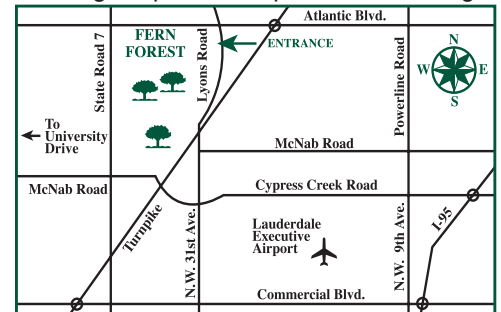 Atlantic Blvd.
FERN
FOREST
ENTRANCE
State Road 7
Lyons Road
Powerline Road
N
W
E
S
To
University
Drive
McNab Road
McNab Road
Cypress Creek Road
Turnpike
N.W. 31st Ave.
Lauderdale
Executive
Airport
N.W. 9th Ave.
I-95
Commercial Blvd.